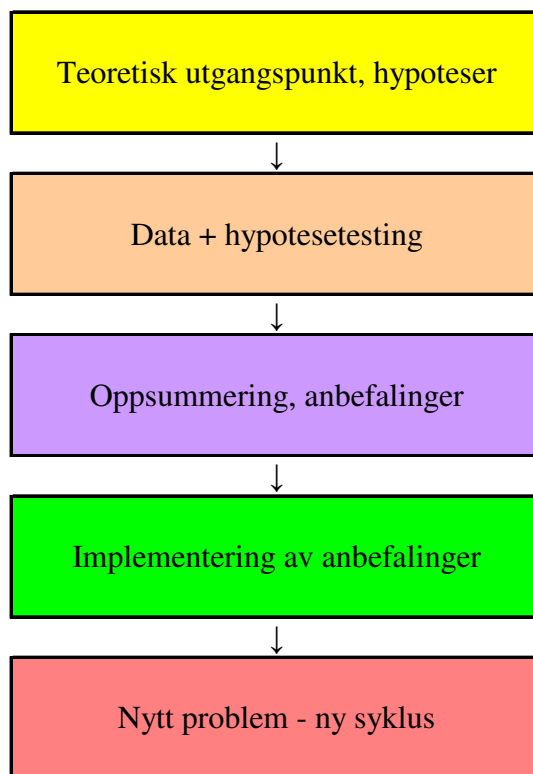 Teoretisk utgangspunkt, hypoteser
↓
Data + hypotesetesting
↓
Oppsummering, anbefalinger
↓
Implementering av anbefalinger
↓
Nytt problem - ny syklus